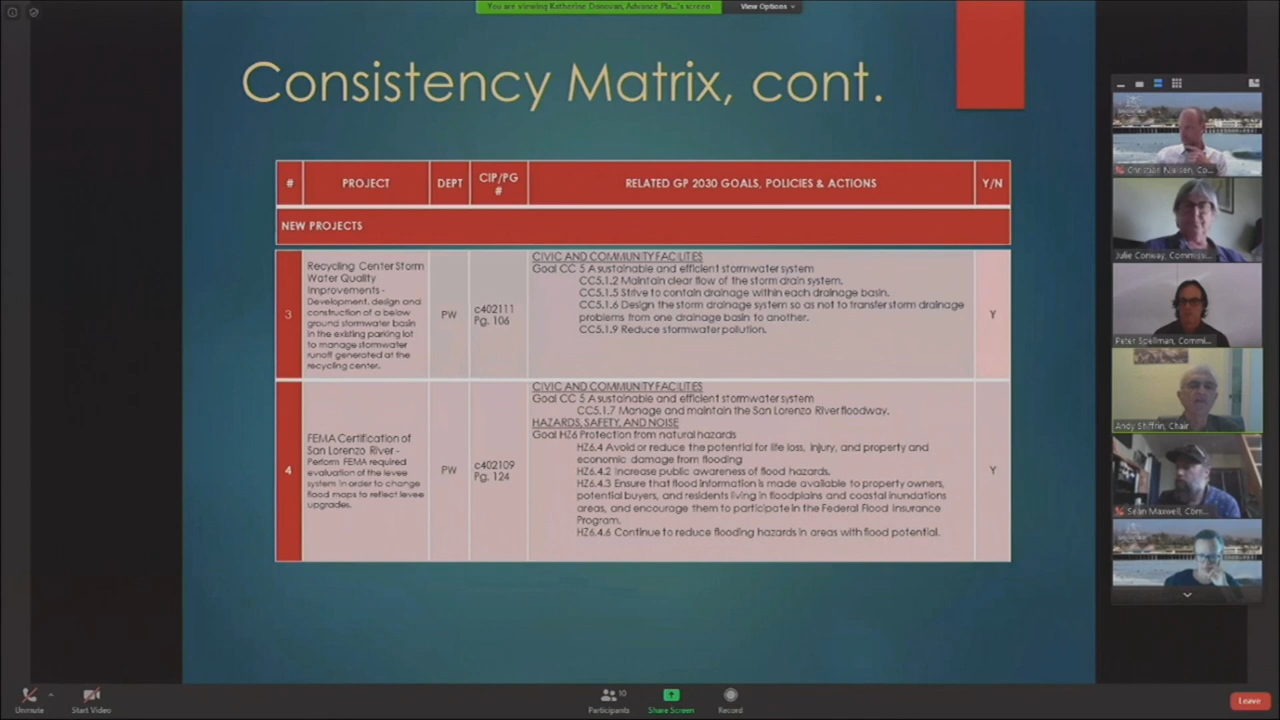 You are viewing Katherine Donovan, Advance Pla...'s screen
View Options
Consistency Matrix, cont.
#
PROJECT
DEPT
CIP/PG
#
RELATED GP 2030 GOALS, POLICIES & ACTIONS
Y/N
NEW PROJECTS
3
Recycling Center Storm
Water Quality
Improvements -
Development, design and
construction of a below
ground stormwater basin
in the existing parking lot
to manage stormwater
runoff generated at the
recycling center.
PW
c402111
Pg. 106
CIVIC AND COMMUNITY FACILITES
Goal CC 5 A sustainable and efficient stormwater system
CC5.1.2 Maintain clear flow of the storm drain system.
CC5.1.5 Strive to contain drainage within each drainage basin.
CC5.1.6 Design the storm drainage system so as not to transfer storm drainage
problems from one drainage basin to another.
CC5.1.9 Reduce stormwater pollution.
Y
4
FEMA Certification of
San Lorenzo River -
Perform FEMA required
evaluation of the levee
system in order to change
flood maps to reflect levee
upgrades.
PW
c402109
Pg. 124
CIVIC AND COMMUNITY FACILITIES
Goal CC 5 A sustainable and efficient stormwater system
CC5.1.7 Manage and maintain the San Lorenzo River floodway.
HAZARDS, SAFETY, AND NOISE
Goal HZ6 Protection from natural hazards
HZ6.4 Avoid or reduce the potential for life loss, injury, and property and
economic damage from flooding
HZ6.4.2 Increase public awareness of flood hazards.
HZ6.4.3 Ensure that flood information is made available to property owners,
potential buyers, and residents living in floodplains and coastal inundations
areas, and encourage them to participate in the Federal Flood Insurance
Program.
HZ6.4.6 Continue to reduce flooding hazards in areas with flood potential.
Y
Christian Nielsen, Co...
Julie Conway, Commissi...
Peter Spellman, Commi...
Andy Shiffrin, Chair
Sean Maxwell, Com...
Unmute
Start Video
Participants
10
Share Screen
Record
Leave